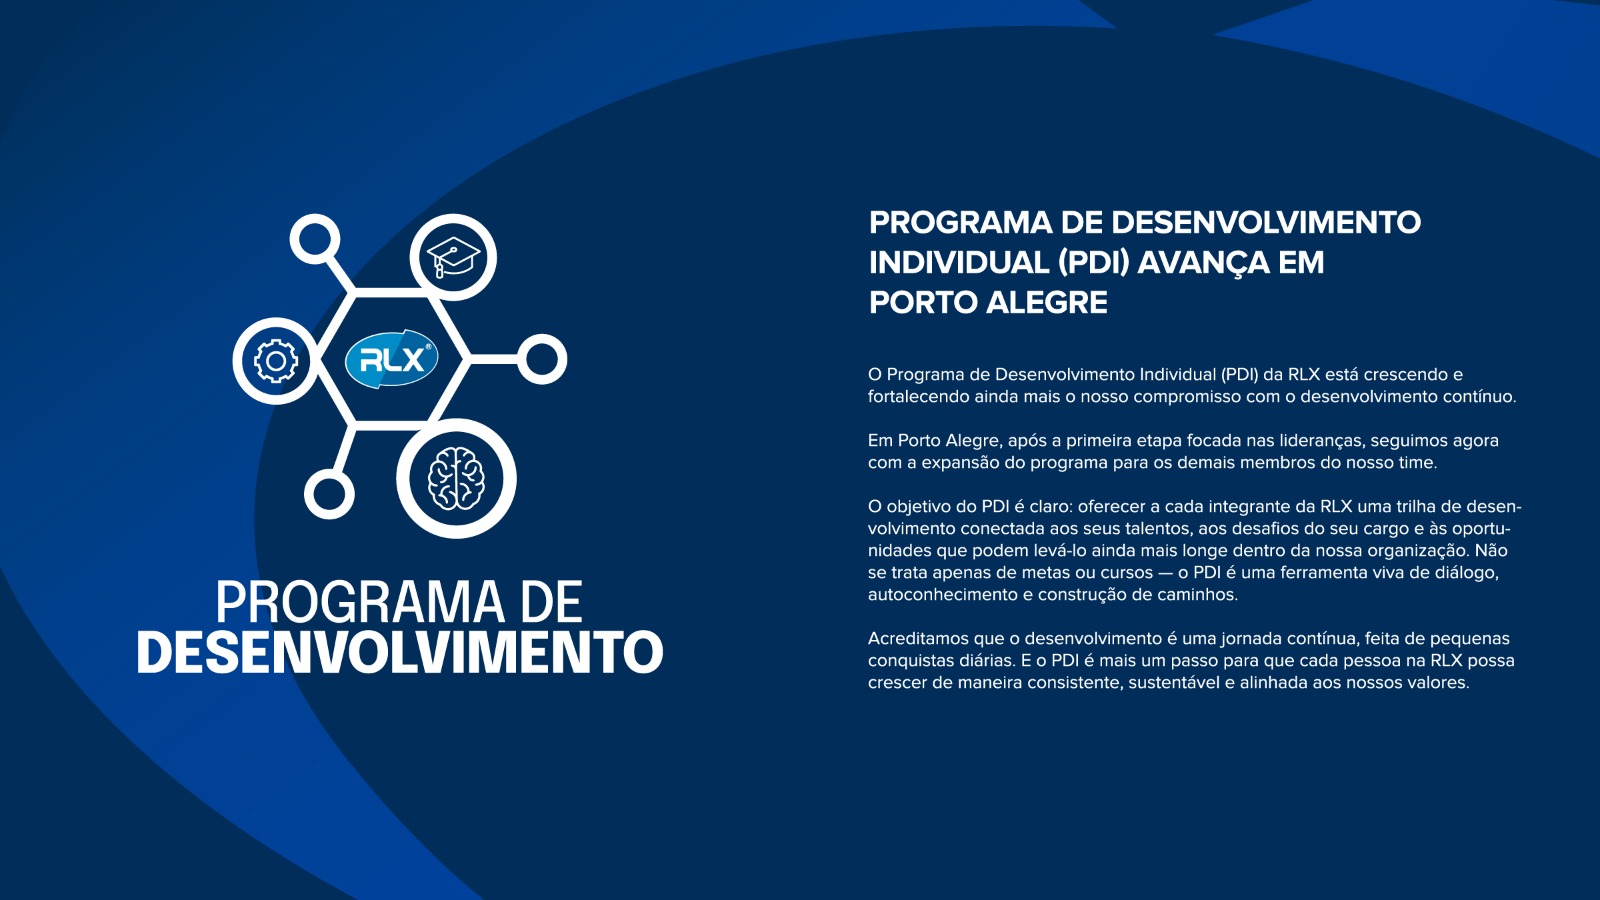 RLX®
PROGRAMA DE
DESENVOLVIMENTO
PROGRAMA DE DESENVOLVIMENTO
INDIVIDUAL (PDI) AVANÇA EM
PORTO ALEGRE
O Programa de Desenvolvimento Individual (PDI) da RLX está crescendo e
fortalecendo ainda mais o nosso compromisso com o desenvolvimento contínuo.
Em Porto Alegre, após a primeira etapa focada nas lideranças, seguimos agora
com a expansão do programa para os demais membros do nosso time.
O objetivo do PDI é claro: oferecer a cada integrante da RLX uma trilha de desen-
volvimento conectada aos seus talentos, aos desafios do seu cargo e às oportu-
nidades que podem levá-lo ainda mais longe dentro da nossa organização. Não
se trata apenas de metas ou cursos — o PDI é uma ferramenta viva de diálogo,
autoconhecimento e construção de caminhos.
Acreditamos que o desenvolvimento é uma jornada contínua, feita de pequenas
conquistas diárias. E o PDI é mais um passo para que cada pessoa na RLX possa
crescer de maneira consistente, sustentável e alinhada aos nossos valores.